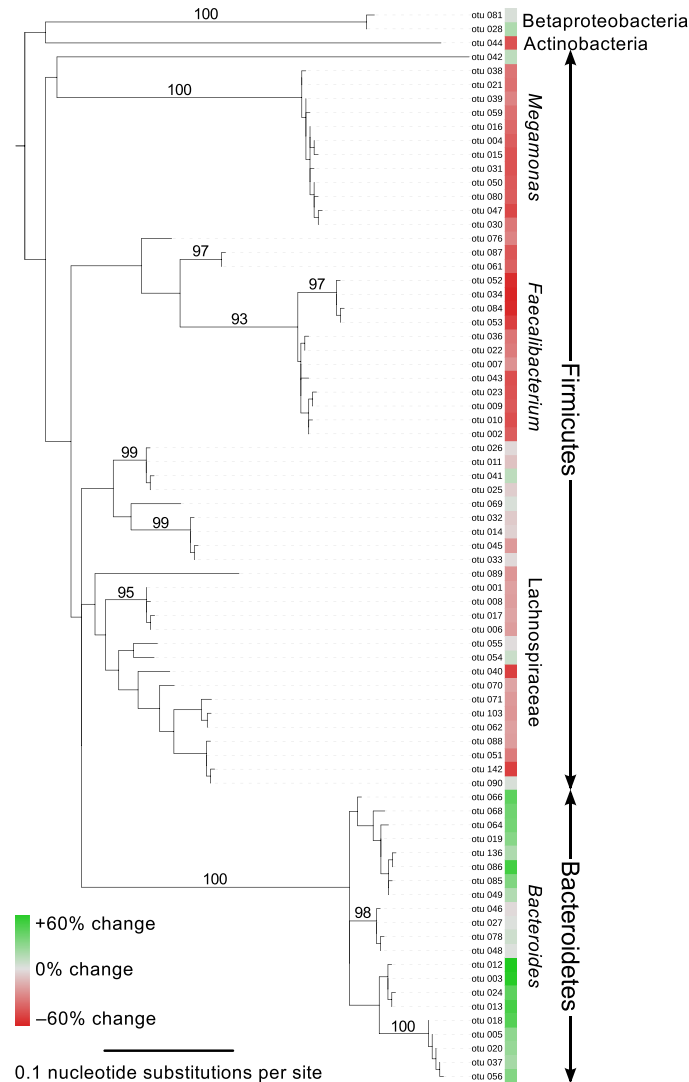 100
otu 081
Betaproteobacteria
otu 028
otu 044
Actinobacteria
otu 042
otu 038
otu 021
100
otu 039
otu 059
otu 016
otu 004
otu 015
otu 031
otu 050
otu 080
otu 047
otu 030
Megamonas
otu 076
97
otu 087
otu 061
97
otu 052
otu 034
otu 084
93
otu 053
otu 036
otu 022
otu 007
otu 043
otu 023
otu 009
otu 010
otu 002
Faecalibacterium
Firmicutes
99
otu 026
otu 011
otu 041
otu 025
otu 069
99
otu 032
otu 014
otu 045
otu 033
otu 089
95
otu 001
otu 008
otu 017
otu 006
otu 055
otu 054
otu 040
otu 070
otu 071
otu 103
otu 062
otu 088
otu 051
otu 142
otu 090
Lachnospiraceae
otu 066
otu 068
otu 064
otu 019
otu 136
otu 086
100
otu 085
otu 049
98
otu 046
otu 027
otu 078
otu 048
otu 012
otu 003
otu 024
otu 013
otu 018
100
otu 005
otu 020
otu 037
otu 056
Bacteroides
Bacteroidetes
+60% change
0% change
–60% change
0.1 nucleotide substitutions per site